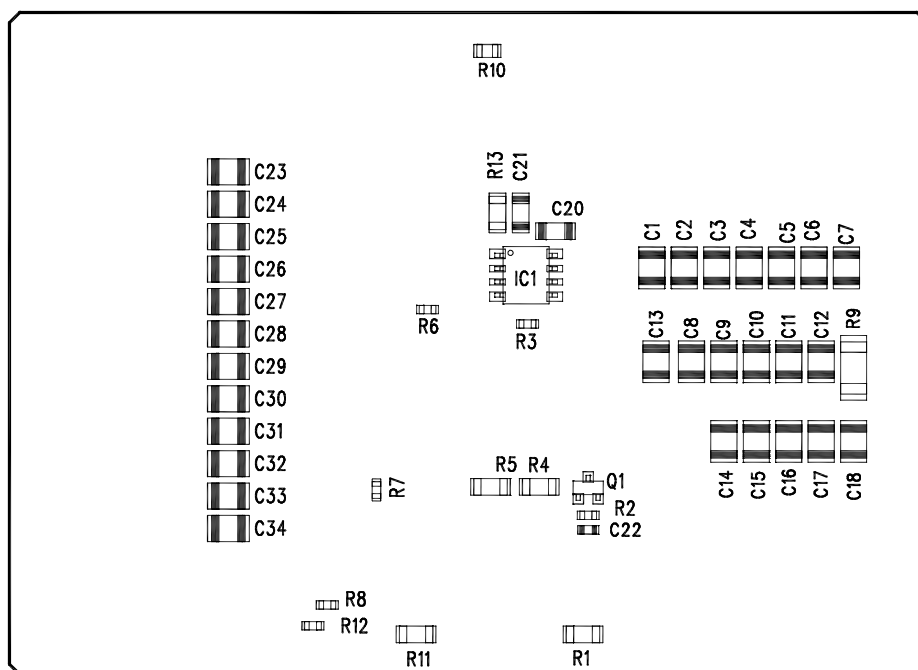 R10
R13 C21
C20
C23
C24
C25
C26
C27
C28
C29
C30
C31
C32
C33
C34
IC1
R6
R3
C1 C2 C3 C4 C5 C6 C7
C13 C8 C9 C10 C11 C12 R9
C14 C15 C16 C17 C18
R7
R5 R4
Q1
R2
C22
R8
R12
R11
R1